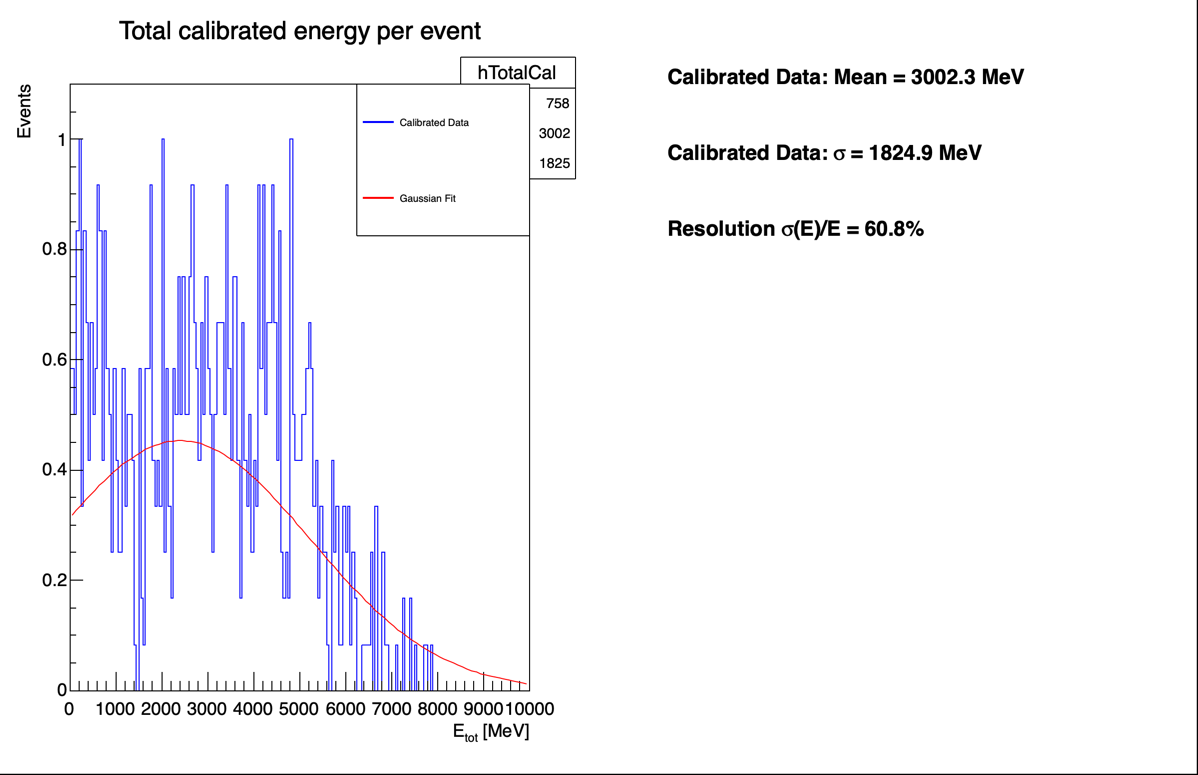 Total calibrated energy per event
hTotalCal
758
3002
1825
Calibrated Data
Gaussian Fit
Events
1
0.8
0.6
0.4
0.2
0
0 1000 2000 3000 4000 5000 6000 7000 8000 9000 10000
Etot [MeV]
Calibrated Data: Mean = 3002.3 MeV
Calibrated Data: σ = 1824.9 MeV
Resolution σ(E)/E = 60.8%